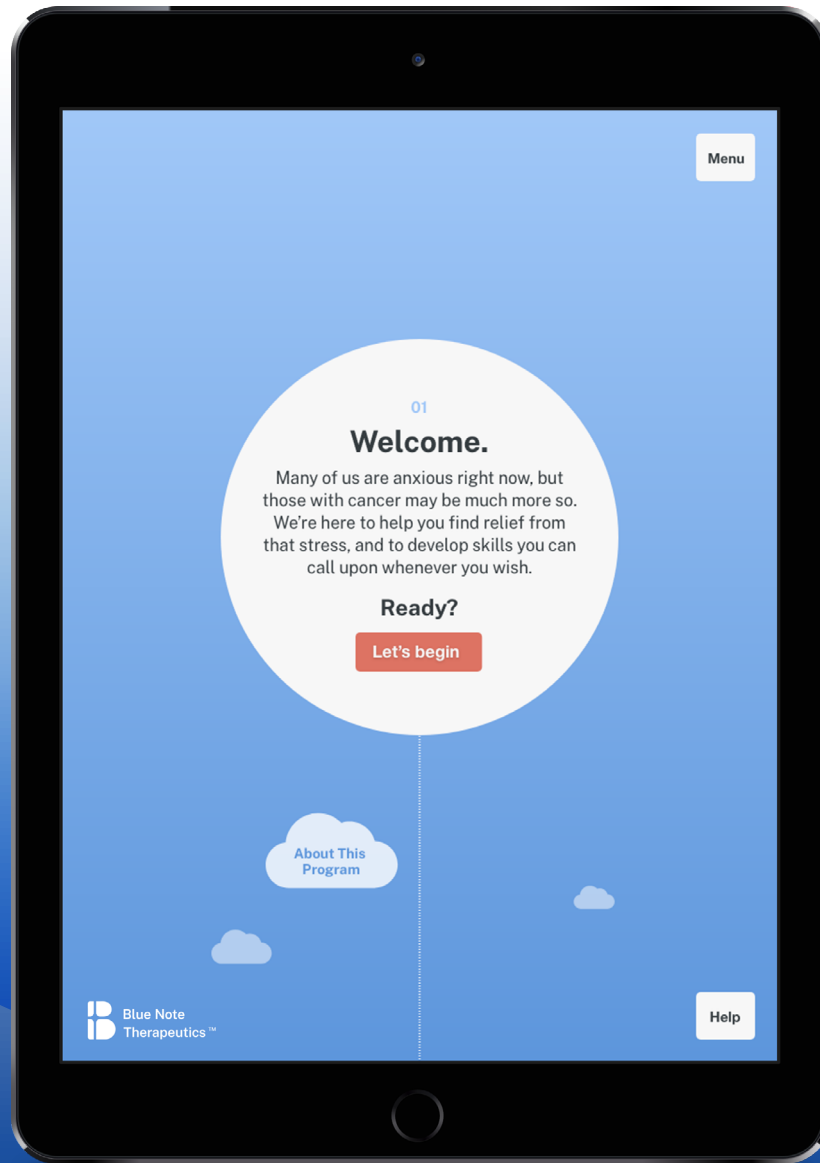 Menu
01
Welcome.
Many of us are anxious right now, but
those with cancer may be much more so.
We're here to help you find relief from
that stress, and to develop skills you can
call upon whenever you wish.
Ready?
Let's begin
About This
Program
Blue Note
Therapeutics™
Help